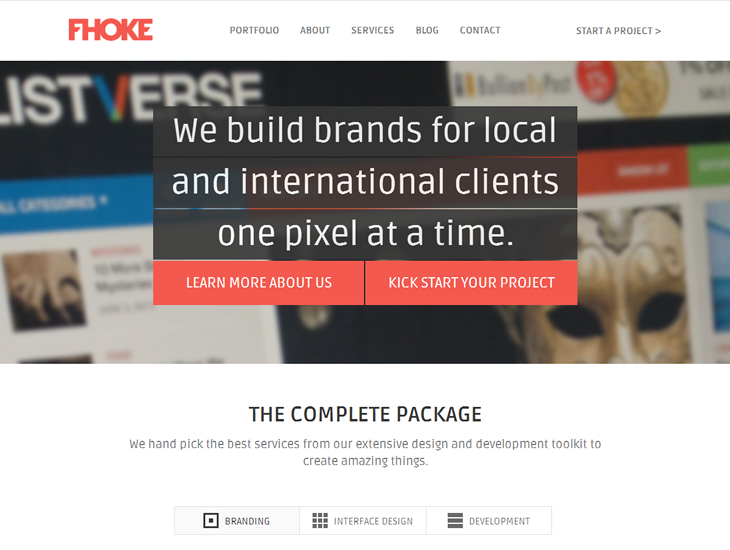 FHOKE
PORTFOLIO ABOUT SERVICES BLOG CONTACT START A PROJECT >
LISTVERSE
BullionByPost
ALL CATEGORIES
We build brands for local
and international clients
one pixel at a time.
LEARN MORE ABOUT US KICK START YOUR PROJECT
THE COMPLETE PACKAGE
We hand pick the best services from our extensive design and development toolkit to
create amazing things.
BRANDING INTERFACE DESIGN DEVELOPMENT